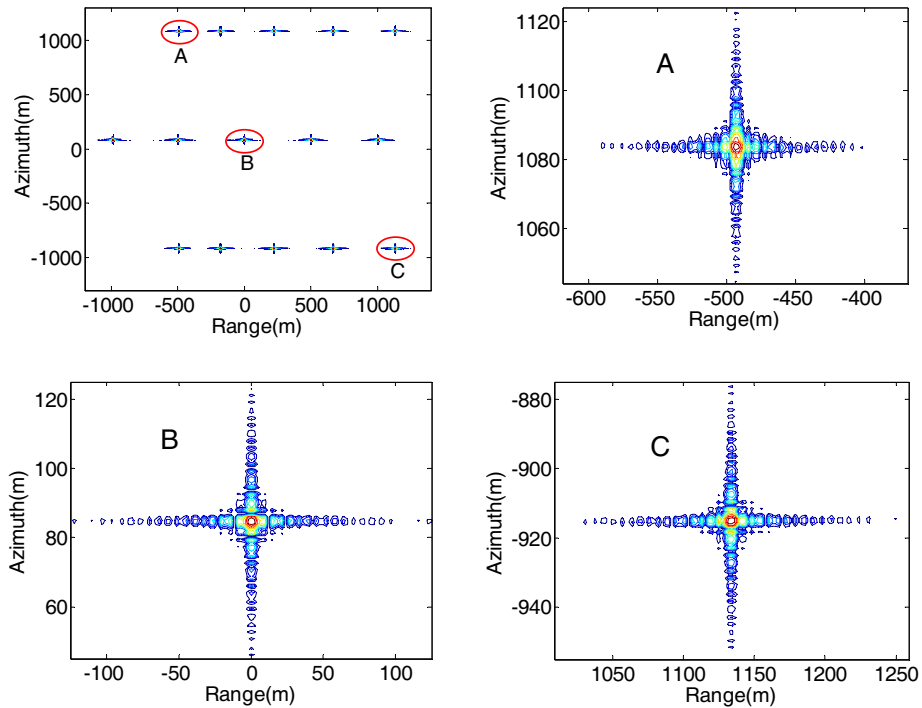 Azimuth(m)
1000
500
0
-500
-1000
A
B
C
-1000 -500 0 500 1000
Range(m)
Azimuth(m)
1120
1100
1080
1060
A
-600 -550 -500 -450 -400
Range(m)
Azimuth(m)
120
100
80
60
B
-100 -50 0 50 100
Range(m)
Azimuth(m)
-880
-900
-920
-940
C
1050 1100 1150 1200 1250
Range(m)